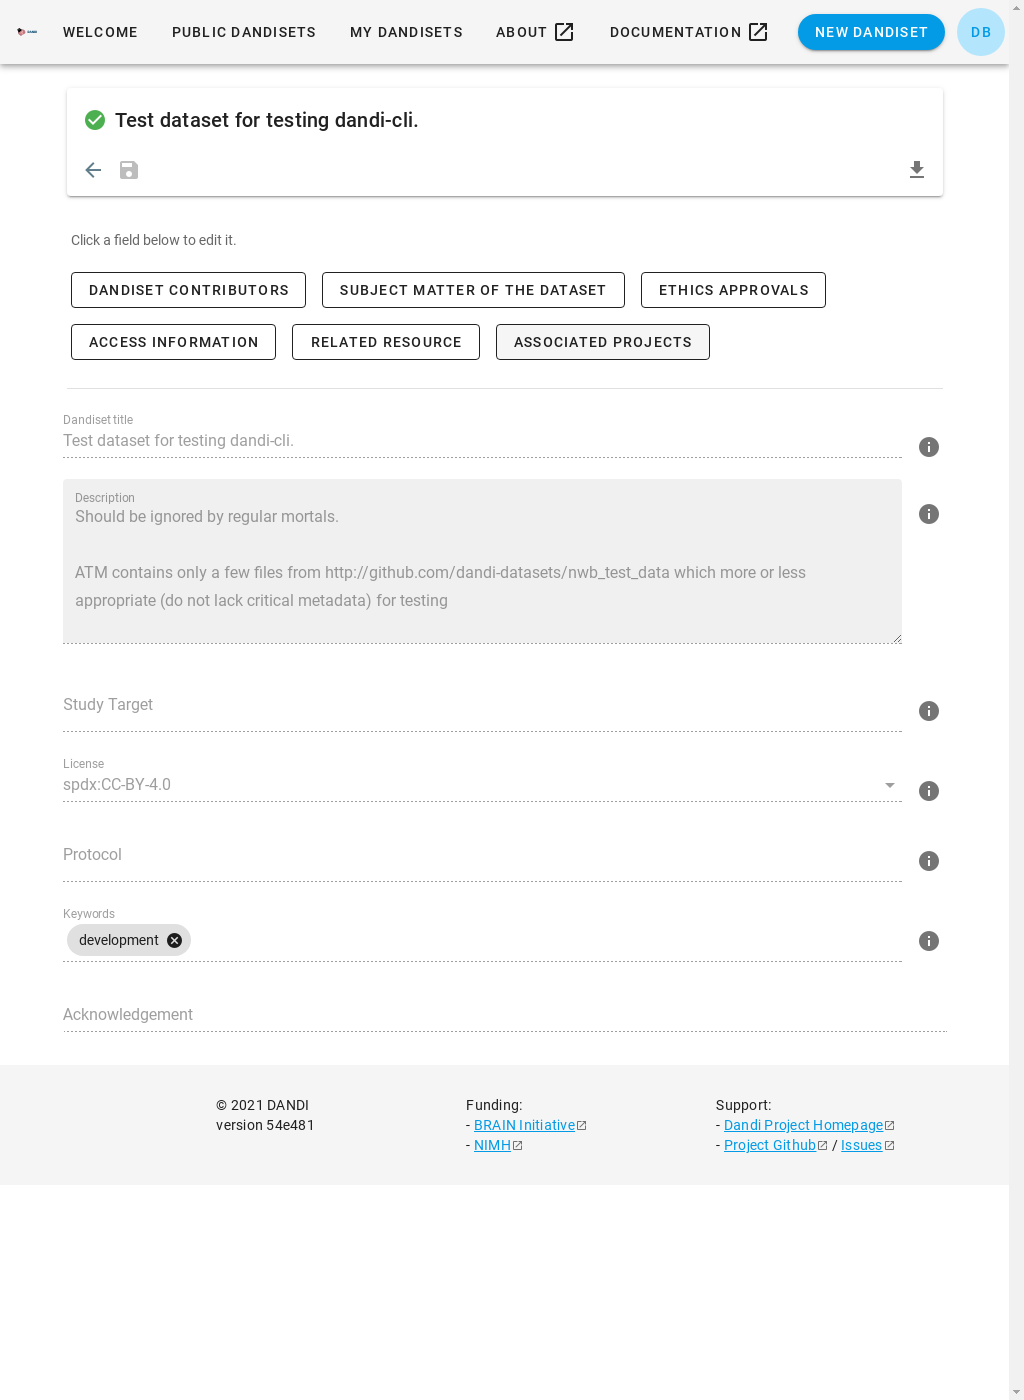 DANDI WELCOME PUBLIC DANDISETS MY DANDISETS ABOUT DOCUMENTATION NEW DANDISET DB
Test dataset for testing dandi-cli.
Click a field below to edit it.
DANDISET CONTRIBUTORS SUBJECT MATTER OF THE DATASET ETHICS APPROVALS
ACCESS INFORMATION RELATED RESOURCE ASSOCIATED PROJECTS
Dandiset title
Test dataset for testing dandi-cli.
Description
Should be ignored by regular mortals.
ATM contains only a few files from http://github.com/dandi-datasets/nwb_test_data which more or less
appropriate (do not lack critical metadata) for testing
Study Target
License
spdx:CC-BY-4.0
Protocol
Keywords
development
Acknowledgement
© 2021 DANDI
version 54e481
Funding:
- BRAIN Initiative
- NIMH
Support:
- Dandi Project Homepage
- Project Github / Issues